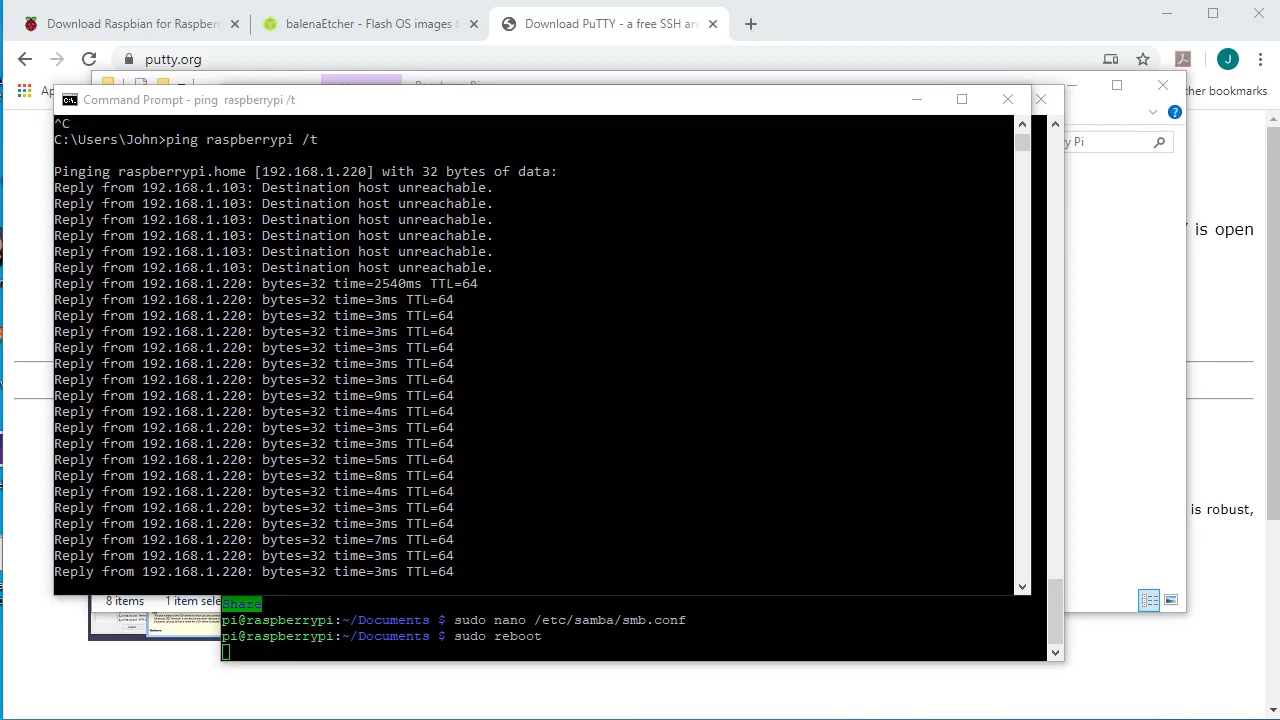 Download Raspbian for Raspber
balenaEtcher - Flash OS images t
Download PuTTY - a free SSH an
putty.org
J
Ap
ther bookmarks
Command Prompt - ping  raspberrypi /t
^C
C:\Users\John>ping raspberrypi /t
ry Pi
Pinging raspberrypi.home [192.168.1.220] with 32 bytes of data:
Reply from 192.168.1.103: Destination host unreachable.
Reply from 192.168.1.103: Destination host unreachable.
Reply from 192.168.1.103: Destination host unreachable.
Reply from 192.168.1.103: Destination host unreachable.
Reply from 192.168.1.103: Destination host unreachable.
Reply from 192.168.1.103: Destination host unreachable.
Reply from 192.168.1.220: bytes=32 time=2540ms TTL=64
Reply from 192.168.1.220: bytes=32 time=3ms TTL=64
Reply from 192.168.1.220: bytes=32 time=3ms TTL=64
Reply from 192.168.1.220: bytes=32 time=3ms TTL=64
Reply from 192.168.1.220: bytes=32 time=3ms TTL=64
Reply from 192.168.1.220: bytes=32 time=3ms TTL=64
Reply from 192.168.1.220: bytes=32 time=3ms TTL=64
Reply from 192.168.1.220: bytes=32 time=9ms TTL=64
Reply from 192.168.1.220: bytes=32 time=4ms TTL=64
Reply from 192.168.1.220: bytes=32 time=3ms TTL=64
Reply from 192.168.1.220: bytes=32 time=3ms TTL=64
Reply from 192.168.1.220: bytes=32 time=5ms TTL=64
Reply from 192.168.1.220: bytes=32 time=8ms TTL=64
Reply from 192.168.1.220: bytes=32 time=4ms TTL=64
Reply from 192.168.1.220: bytes=32 time=3ms TTL=64
Reply from 192.168.1.220: bytes=32 time=3ms TTL=64
Reply from 192.168.1.220: bytes=32 time=7ms TTL=64
Reply from 192.168.1.220: bytes=32 time=3ms TTL=64
Reply from 192.168.1.220: bytes=32 time=3ms TTL=64
Y is open
is robust,
8 items
1 item sele
Share
pi@raspberrypi:~/Documents $ sudo nano /etc/samba/smb.conf
pi@raspberrypi:~/Documents $ sudo reboot